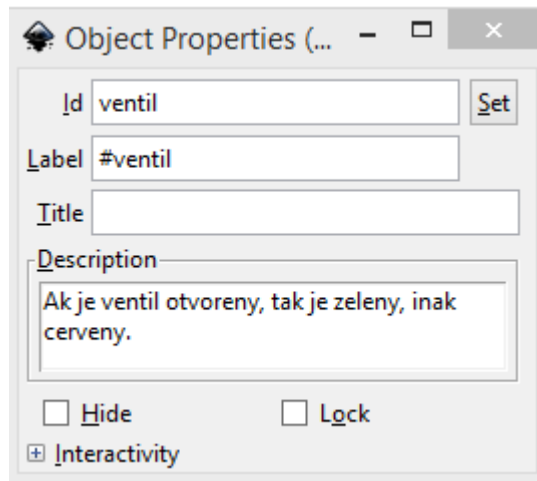 Object Properties (...
Id ventil Set
Label #ventil
Title
Description
Ak je ventil otvoreny, tak je zeleny, inak
cerveny.
Hide Lock
Interactivity